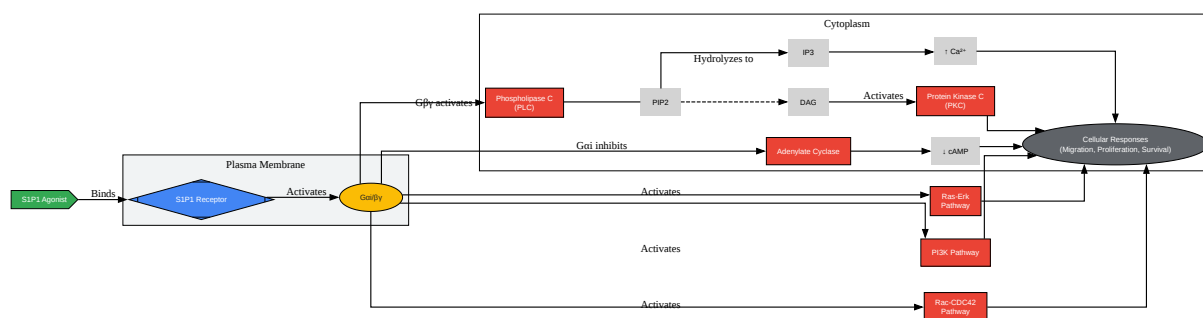 Cytoplasm
IP3
↑ Ca²⁺
Hydrolyzes to
Gβγ activates
Phospholipase C
(PLC)
PIP2
DAG
Activates
Protein Kinase C
(PKC)
Cellular Responses
(Migration, Proliferation, Survival)
Gαi inhibits
Adenylate Cyclase
↓ cAMP
Plasma Membrane
S1P1 Agonist
Binds
S1P1 Receptor
Activates
Gαi/βγ
Activates
Ras-Erk
Pathway
Activates
PI3K Pathway
Activates
Rac-CDC42
Pathway